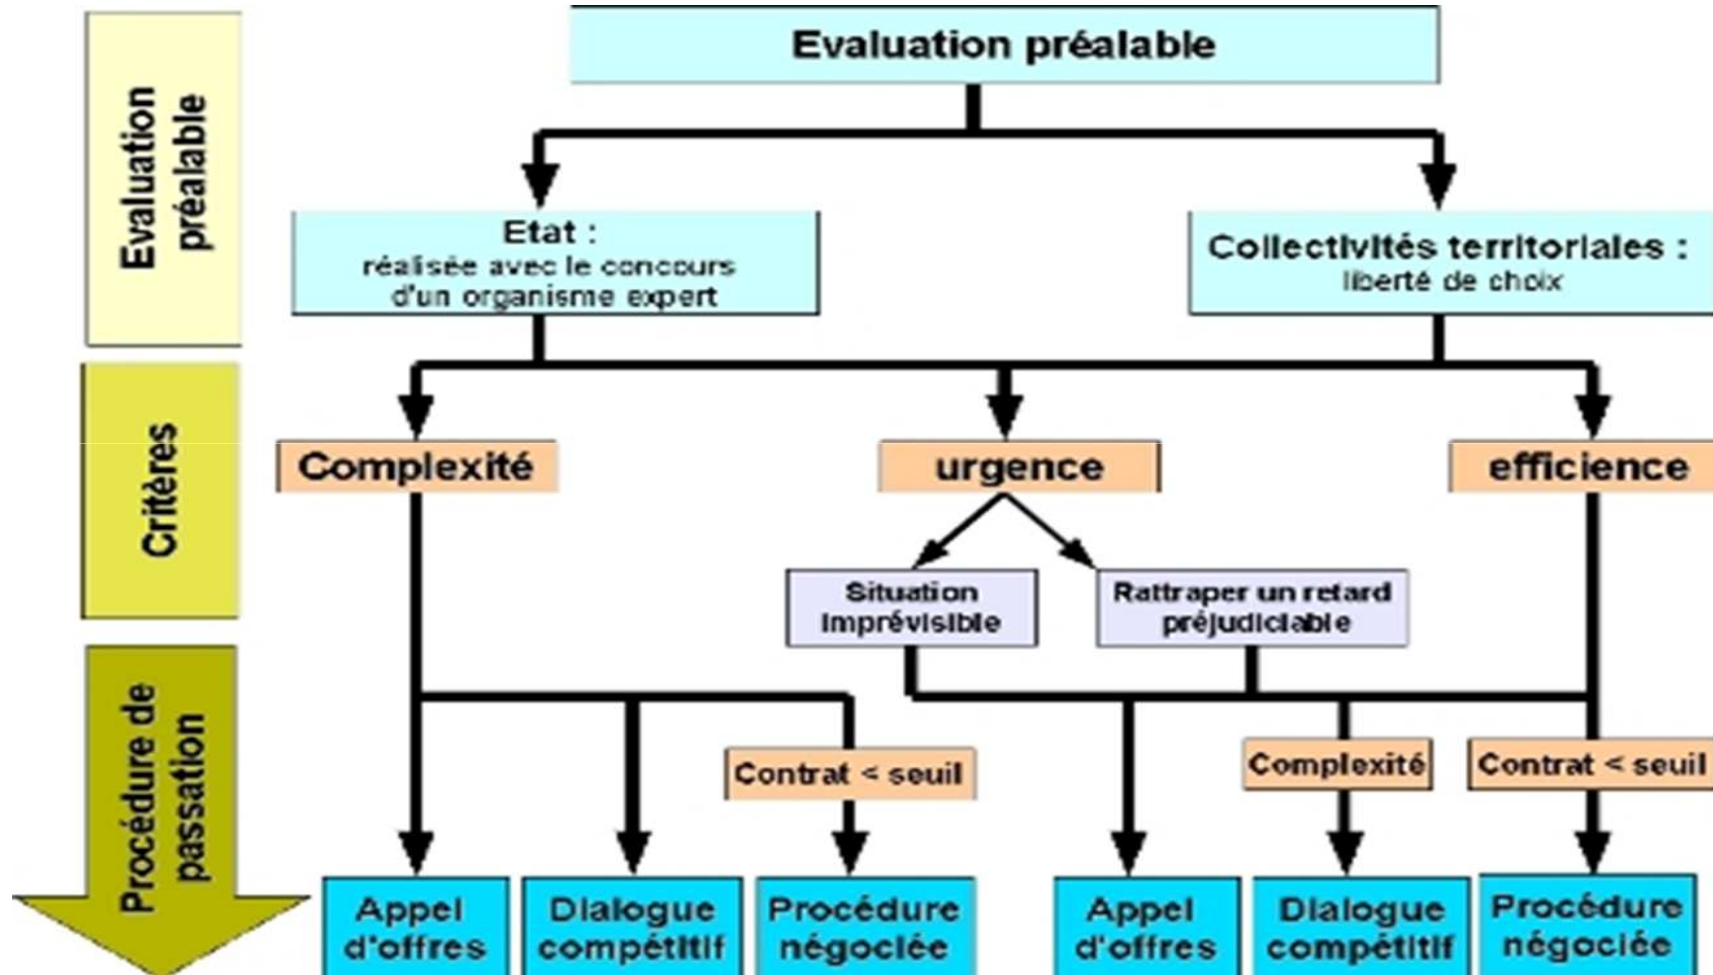 Evaluation
préalable
Critères
Procédure de
passation
Evaluation préalable
Etat :
réalisée avec le concours
d'un organisme expert
Collectivités territoriales :
liberté de choix
Complexité
urgence
efficience
Situation
imprévisible
Rattraper un retard
préjudiciable
Contrat < seuil
Complexité
Contrat < seuil
Appel
d'offres
Dialogue
compétitif
Procédure
négociée
Appel
d'offres
Dialogue
compétitif
Procédure
négociée